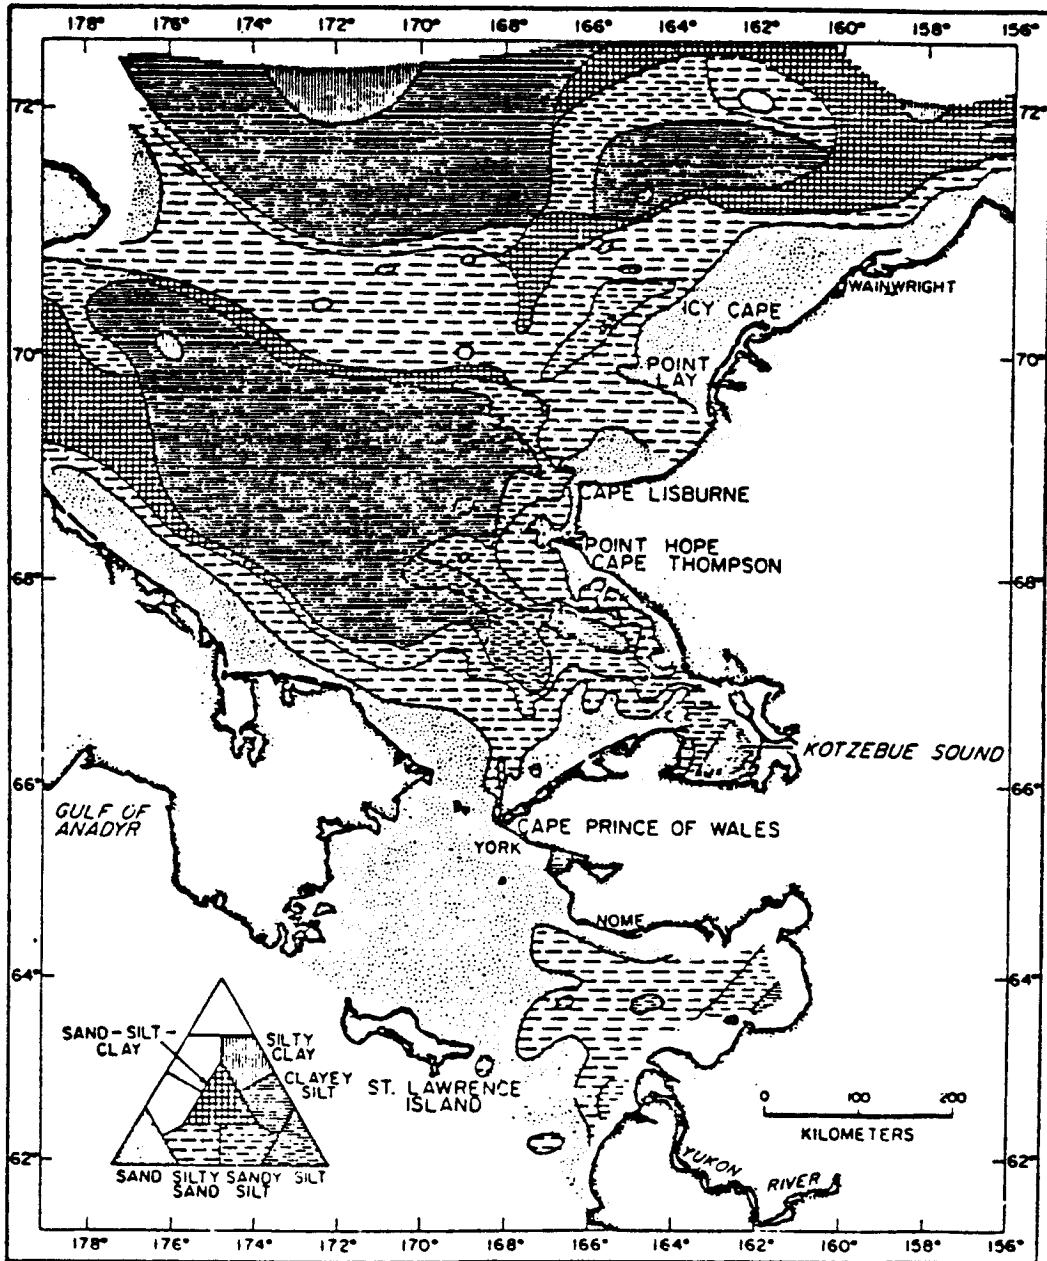 178° 176° 174° 172° 170° 168° 166° 164° 162° 160° 158° 156°
72° 72°
WAINWRIGHT
ICY CAPE
70° 70°
POINT
LAY
CAPE LISBURNE
POINT HOPE
CAPE THOMPSON
68° 68°
KOTZEBUE SOUND
66° 66°
GULF OF
ANADYR
CAPE PRINCE OF WALES
YORK
NOME
64° 64°
SAND-SILT-
CLAY
SILTY
CLAY
CLAYEY
SILT
ST. LAWRENCE
ISLAND
0 100 200
KILOMETERS
YUKON RIVER
62° 62°
SAND SILTY SANDY SILT
SAND SILT
178° 176° 174° 172° 170° 168° 166° 164° 162° 160° 158° 156°